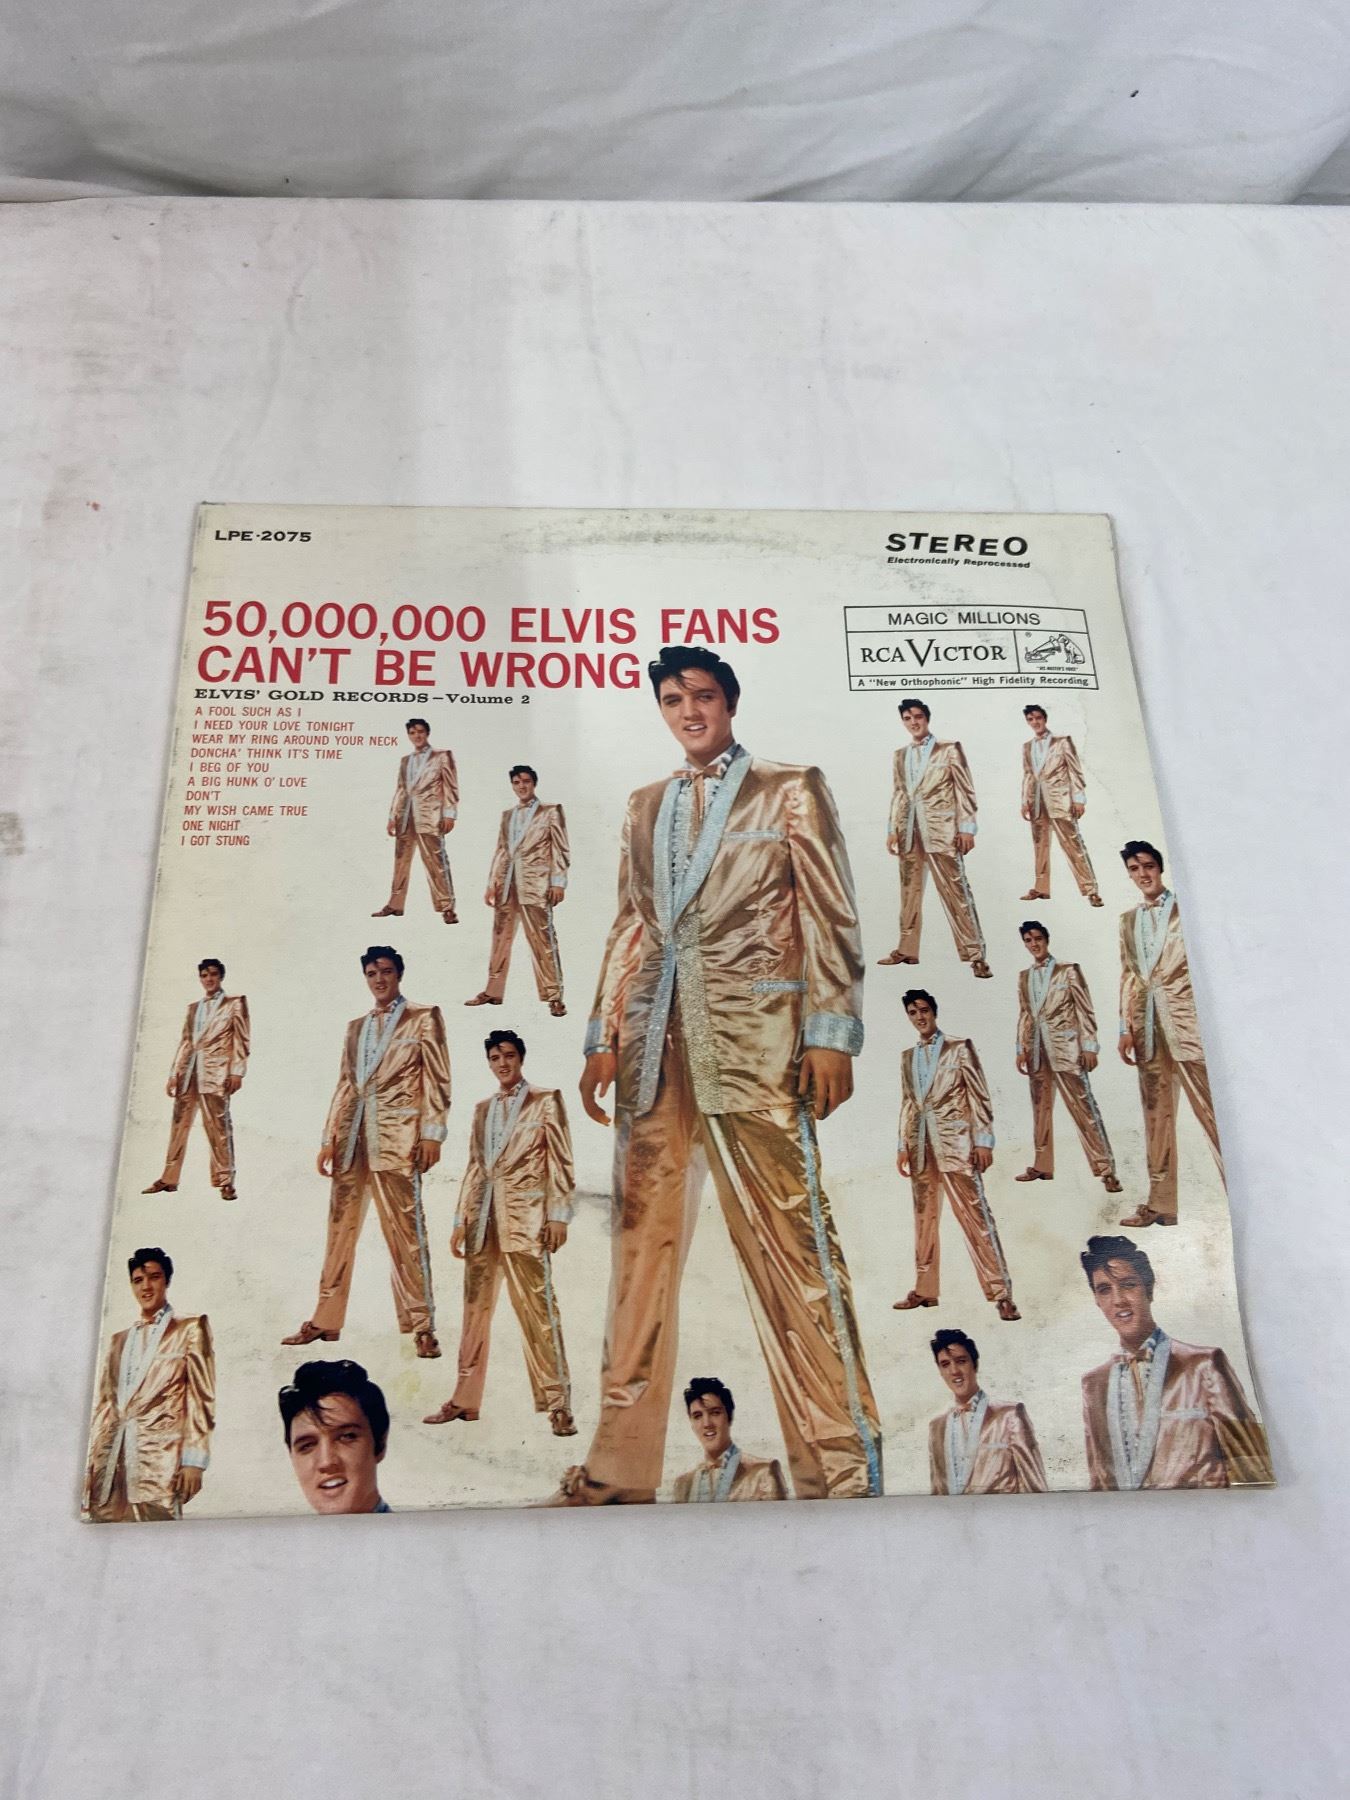 LPE-2075
STEREO
Electronically Reprocessed
50,000,000 ELVIS FANS
CAN'T BE WRONG
ELVIS' GOLD RECORDS—Volume 2
A FOOL SUCH AS I
I NEED YOUR LOVE TONIGHT
WEAR MY RING AROUND YOUR NECK
DONCHA' THINK IT'S TIME
I BEG OF YOU
A BIG HUNK O' LOVE
DON'T
MY WISH CAME TRUE
ONE NIGHT
I GOT STUNG
MAGIC MILLIONS
RCA VICTOR
®
"HIS MASTER'S VOICE"
A "New Orthophonic" High Fidelity Recording